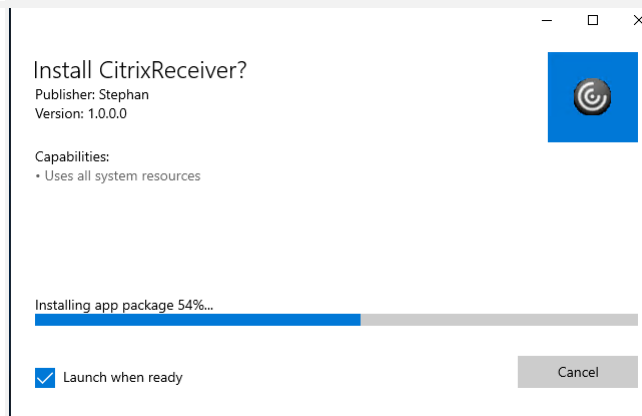 Install CitrixReceiver?
Publisher: Stephan
Version: 1.0.0.0
Capabilities:
• Uses all system resources
Installing app package 54%...
Launch when ready
Cancel